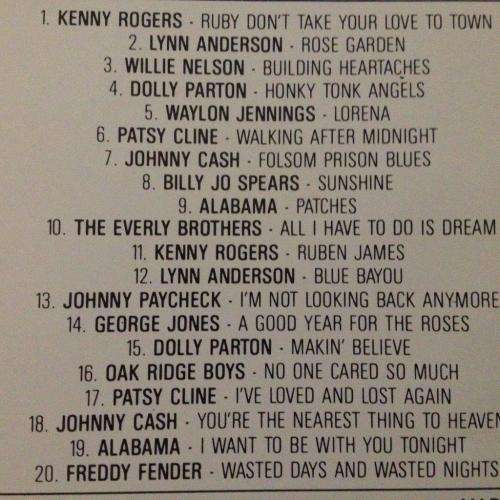 1. KENNY ROGERS - RUBY DON'T TAKE YOUR LOVE TO TOWN
2. LYNN ANDERSON - ROSE GARDEN
3. WILLIE NELSON - BUILDING HEARTACHES
4. DOLLY PARTON - HONKY TONK ANGELS
5. WAYLON JENNINGS - LORENA
6. PATSY CLINE - WALKING AFTER MIDNIGHT
7. JOHNNY CASH - FOLSOM PRISON BLUES
8. BILLY JO SPEARS - SUNSHINE
9. ALABAMA - PATCHES
10. THE EVERLY BROTHERS - ALL I HAVE TO DO IS DREAM
11. KENNY ROGERS - RUBEN JAMES
12. LYNN ANDERSON - BLUE BAYOU
13. JOHNNY PAYCHECK - I'M NOT LOOKING BACK ANYMORE
14. GEORGE JONES - A GOOD YEAR FOR THE ROSES
15. DOLLY PARTON - MAKIN' BELIEVE
16. OAK RIDGE BOYS - NO ONE CARED SO MUCH
17. PATSY CLINE - I'VE LOVED AND LOST AGAIN
18. JOHNNY CASH - YOU'RE THE NEAREST THING TO HEAVEN
19. ALABAMA - I WANT TO BE WITH YOU TONIGHT
20. FREDDY FENDER - WASTED DAYS AND WASTED NIGHTS